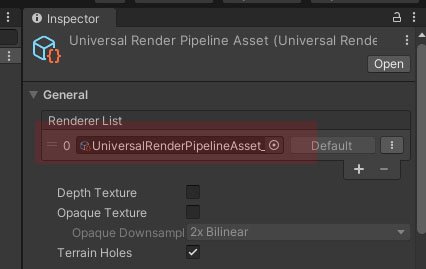 Inspector
Universal Render Pipeline Asset (Universal Rende
Open
General
Renderer List
0 UniversalRenderPipelineAsset_ Default
Depth Texture
Opaque Texture
Opaque Downsampl 2x Bilinear
Terrain Holes